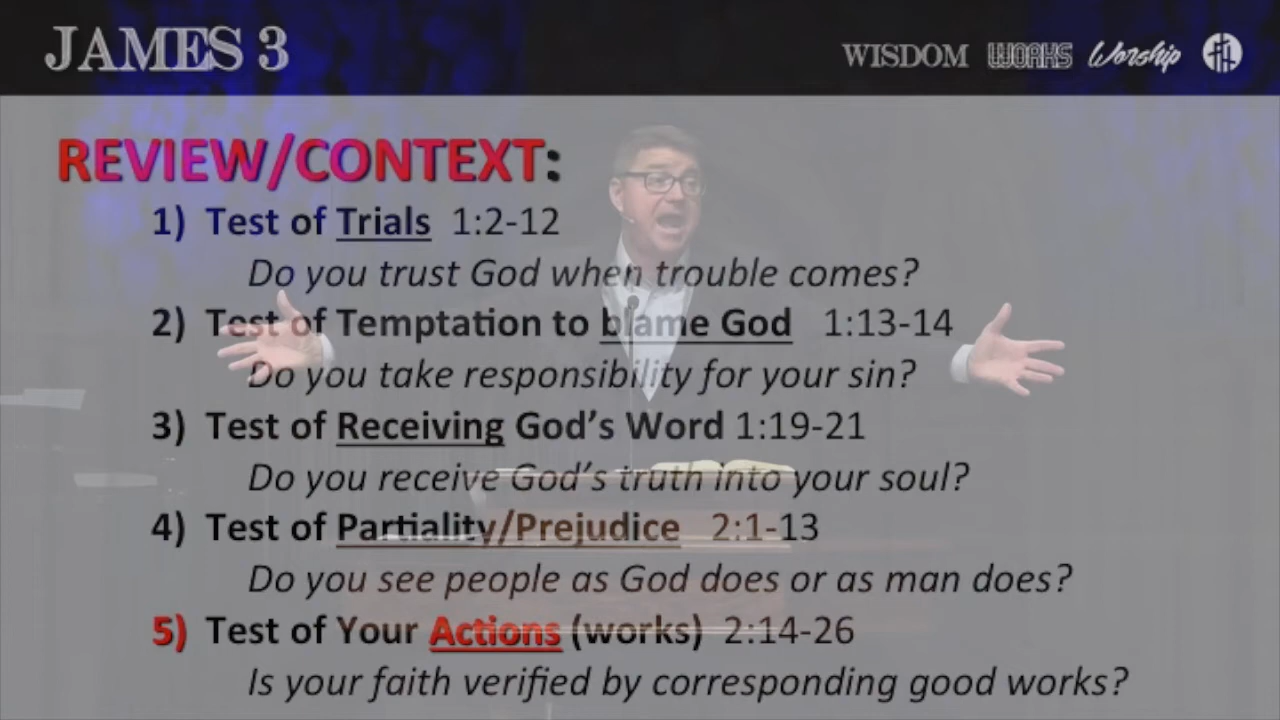 JAMES 3
WISDOM WORKS Worship
REVIEW/CONTEXT:
1) Test of Trials 1:2-12
Do you trust God when trouble comes?
2) Test of Temptation to blame God 1:13-14
Do you take responsibility for your sin?
3) Test of Receiving God’s Word 1:19-21
Do you receive God’s truth into your soul?
4) Test of Partiality/Prejudice 2:1-13
Do you see people as God does or as man does?
5) Test of Your Actions (works) 2:14-26
Is your faith verified by corresponding good works?